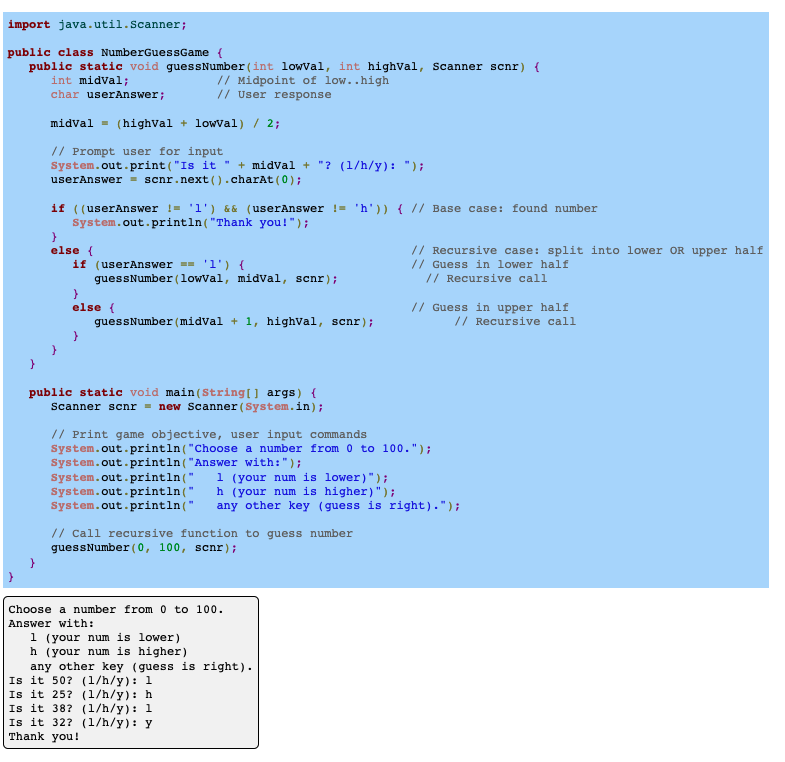 import java.util.Scanner;

public class NumberGuessGame {
   public static void guessNumber(int lowVal, int highVal, Scanner scnr) {
      int midVal;            // Midpoint of low..high
      char userAnswer;       // User response

      midVal = (highVal + lowVal) / 2;

      // Prompt user for input
      System.out.print("Is it " + midVal + "? (l/h/y): ");
      userAnswer = scnr.next().charAt(0);

      if ((userAnswer != 'l') && (userAnswer != 'h')) { // Base case: found number
         System.out.println("Thank you!");
      }
      else {                                            // Recursive case: split into lower OR upper half
         if (userAnswer == 'l') {                       // Guess in lower half
            guessNumber(lowVal, midVal, scnr);            // Recursive call
         }
         else {                                         // Guess in upper half
            guessNumber(midVal + 1, highVal, scnr);           // Recursive call
         }
      }
   }

   public static void main(String[] args) {
      Scanner scnr = new Scanner(System.in);

      // Print game objective, user input commands
      System.out.println("Choose a number from 0 to 100.");
      System.out.println("Answer with:");
      System.out.println("   l (your num is lower)");
      System.out.println("   h (your num is higher)");
      System.out.println("   any other key (guess is right).");

      // Call recursive function to guess number
      guessNumber(0, 100, scnr);
   }
}
Choose a number from 0 to 100.
Answer with:
   l (your num is lower)
   h (your num is higher)
   any other key (guess is right).
Is it 50? (l/h/y): l
Is it 25? (l/h/y): h
Is it 38? (l/h/y): l
Is it 32? (l/h/y): y
Thank you!